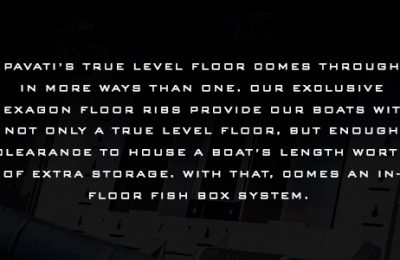 PAVATI'S TRUE LEVEL FLOOR COMES THROUGH
IN MORE WAYS THAN ONE. OUR EXCLUSIVE
EXAGON FLOOR RIBS PROVIDE OUR BOATS WIT
NOT ONLY A TRUE LEVEL FLOOR, BUT ENOUGH
CLEARANCE TO HOUSE A BOAT'S LENGTH WORT
OF EXTRA STORAGE. WITH THAT, COMES AN IN-
FLOOR FISH BOX SYSTEM.